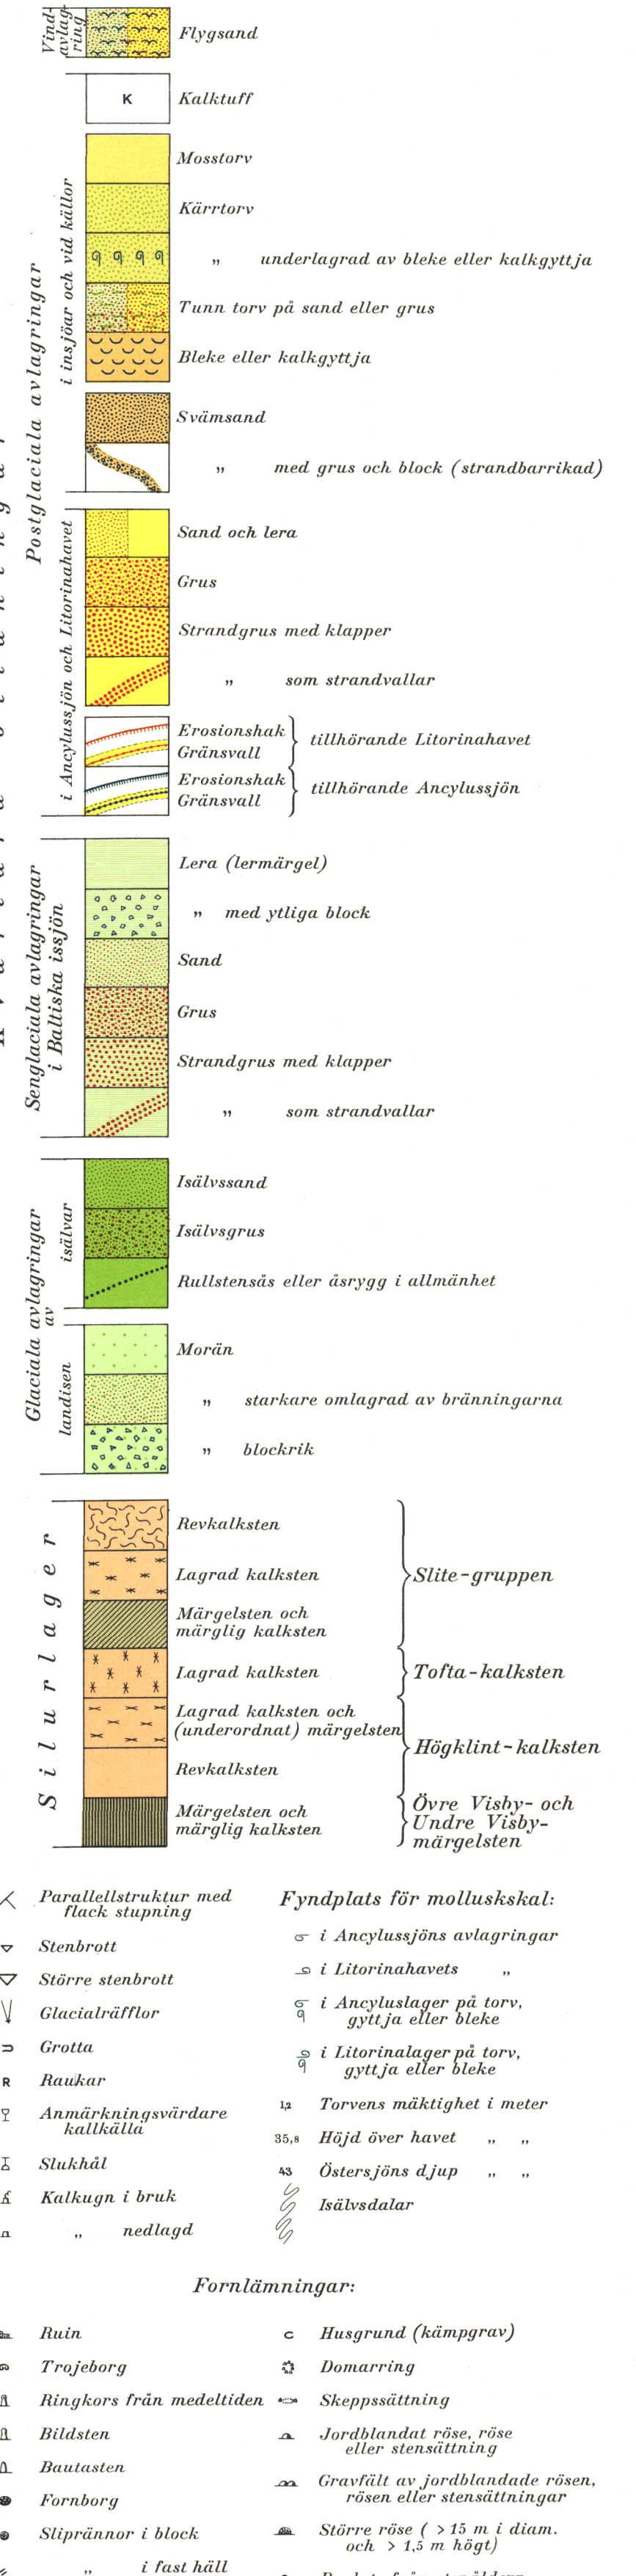 Vind-
avlag-
ring
Flygsand
K
Kalktuff
Postglaciala avlagringar
i insjöar och vid källor
Mosstorv
Kärrtorv
„ underlagrad av bleke eller kalkgyttja
Tunn torv på sand eller grus
Bleke eller kalkgyttja
Svämsand
„ med grus och block (strandbarrikad)
i Ancylussjön och Litorinahavet
Sand och lera
Grus
Strandgrus med klapper
„ som strandvallar
Erosionshak
Gränsvall
tillhörande Litorinahavet
Erosionshak
Gränsvall
tillhörande Ancylussjön
Senglaciala avlagringar
i Baltiska issjön
Lera (lermärgel)
„ med ytliga block
Sand
Grus
Strandgrus med klapper
„ som strandvallar
Glaciala avlagringar
av
isälvar
Isälvssand
Isälvsgrus
Rullstensås eller åsrygg i allmänhet
landisen
Morän
„ starkare omlagrad av bränningarna
„ blockrik
Silurlager
Revkalksten
Lagrad kalksten
Märgelsten och
märglig kalksten
Slite-gruppen
Lagrad kalksten
Tofta-kalksten
Lagrad kalksten och
(underordnat) märgelsten
Revkalksten
Högklint-kalksten
Märgelsten och
märglig kalksten
Övre Visby- och
Undre Visby-
märgelsten
Parallellstruktur med
flack stupning
Stenbrott
Större stenbrott
Glacialräfflor
Grotta
R Raukar
Anmärkningsvärdare
kallkälla
Slukhål
Kalkugn i bruk
„ nedlagd
Fyndplats för molluskskal:
i Ancylussjöns avlagringar
i Litorinahavets „
i Ancyluslager på torv,
gyttja eller bleke
i Litorinalager på torv,
gyttja eller bleke
1,2 Torvens mäktighet i meter
35,8 Höjd över havet „ „
43 Östersjöns djup „ „
Isälvsdalar
Fornlämningar:
Ruin
Trojeborg
Ringkors från medeltiden
Bildsten
Bautasten
Fornborg
Sliprännor i block
„ i fast häll
Husgrund (kämpgrav)
Domarring
Skeppssättning
Jordblandat röse, röse
eller stensättning
Gravfält av jordblandade rösen,
rösen eller stensättningar
Större röse ( > 15 m i diam.
och > 1,5 m högt)